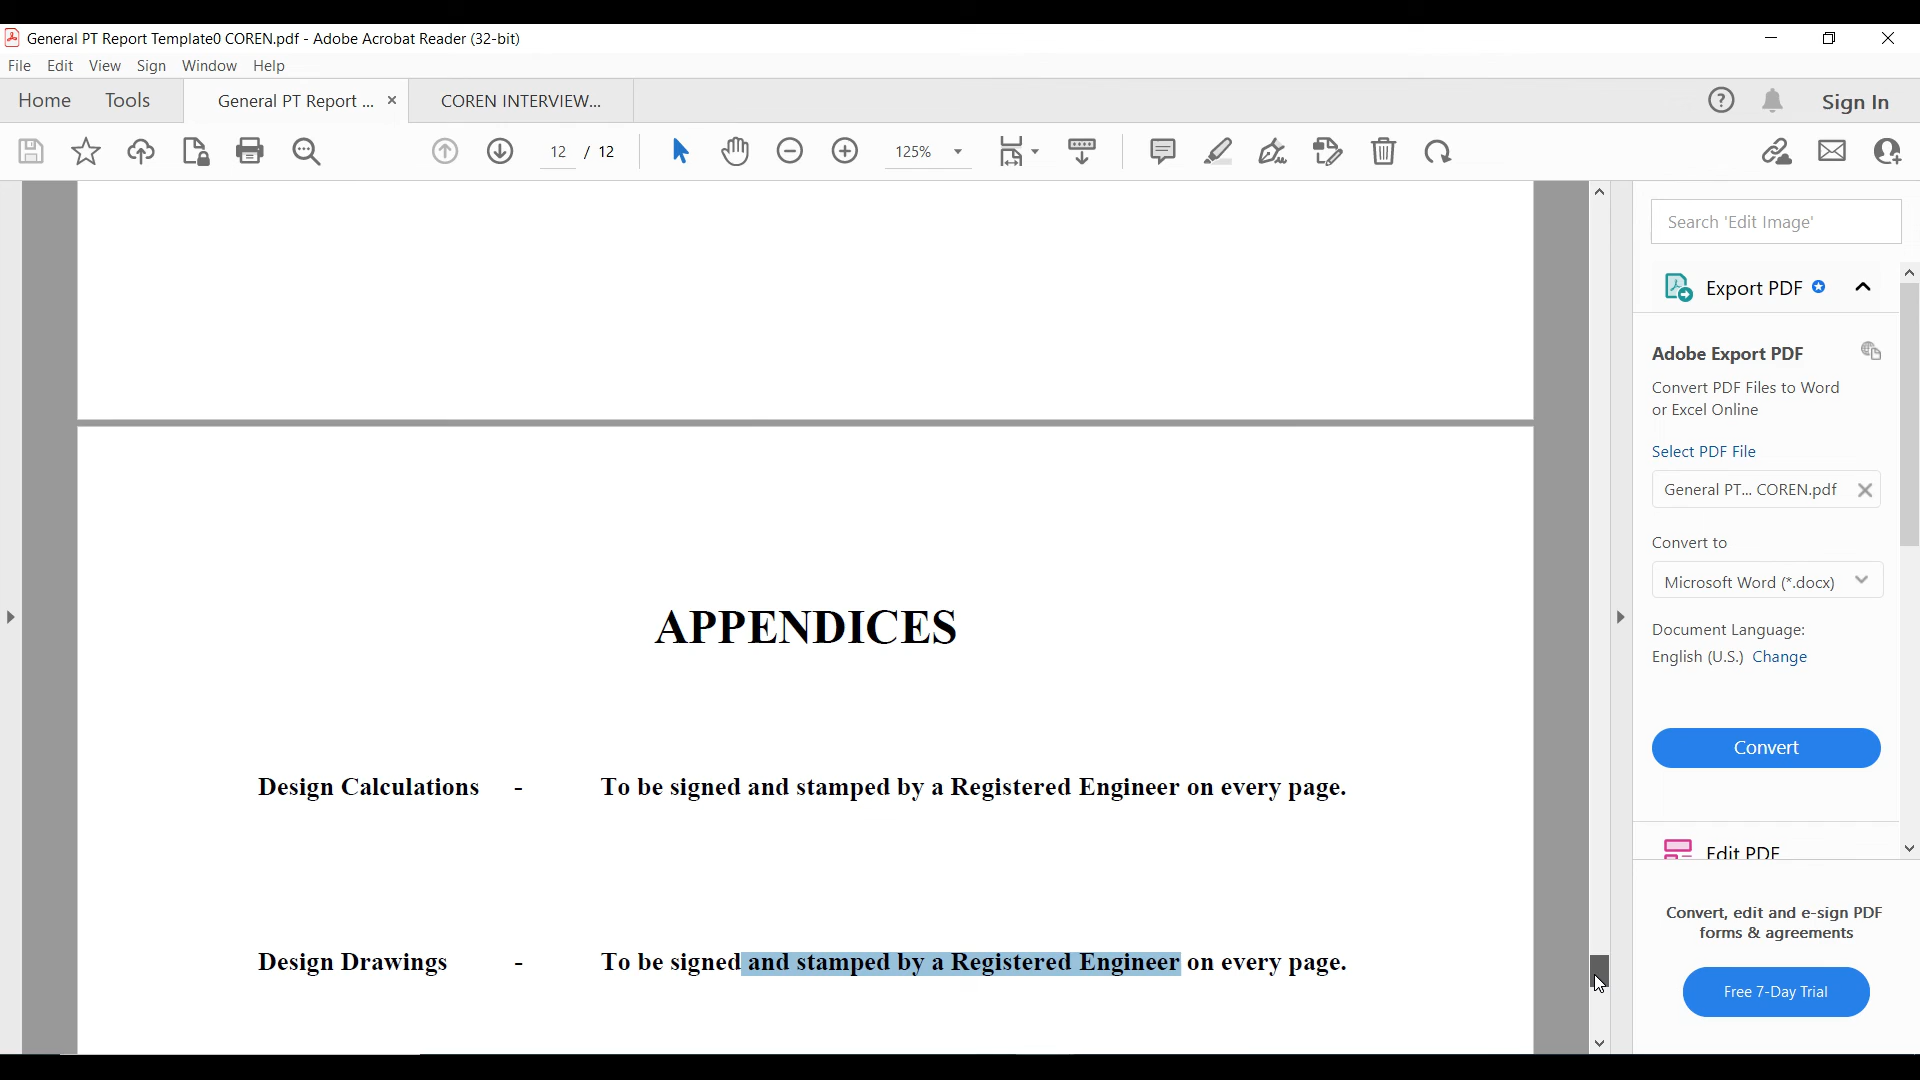 General PT Report Template0 COREN.pdf - Adobe Acrobat Reader (32-bit)
File Edit View Sign Window Help
Home Tools General PT Report ... COREN INTERVIEW... Sign In
12 / 12 125%
Search 'Edit Image'
Export PDF
Adobe Export PDF
Convert PDF Files to Word
or Excel Online
Select PDF File
General PT... COREN.pdf
Convert to
Microsoft Word (*.docx)
Document Language:
English (U.S.) Change
Convert
Edit PDF
Convert, edit and e-sign PDF
forms & agreements
Free 7-Day Trial
APPENDICES
Design Calculations - To be signed and stamped by a Registered Engineer on every page.
Design Drawings - To be signed and stamped by a Registered Engineer on every page.